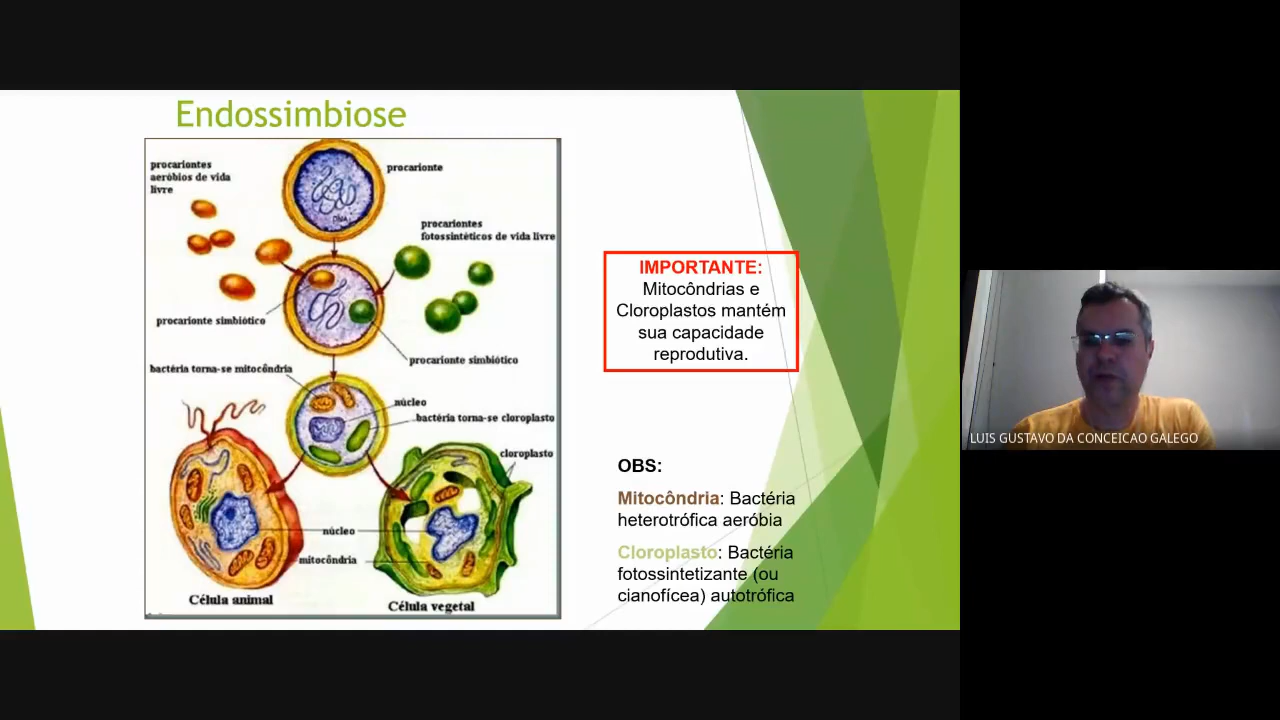 Endossimbiose
procariontes
aeróbios de vida
livre
procarionte
DNA
procariontes
fotossintéticos de vida livre
procarionte simbiótico
procarionte simbiótico
bactéria torna-se mitocôndria
núcleo
bactéria torna-se cloroplasto
cloroplasto
núcleo
mitocôndria
Célula animal
Célula vegetal
IMPORTANTE:
Mitocôndrias e
Cloroplastos mantém
sua capacidade
reprodutiva.
OBS:
Mitocôndria: Bactéria
heterotrófica aeróbia
Cloroplasto: Bactéria
fotossintetizante (ou
cianofícea) autotrófica
LUIS GUSTAVO DA CONCEICAO GALEGO